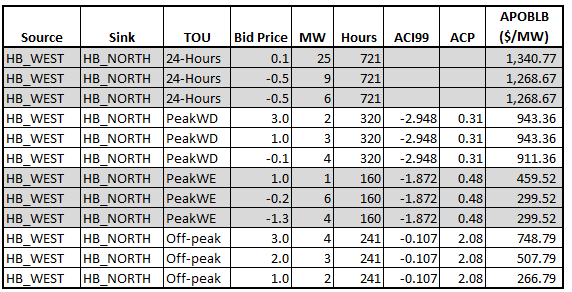 Source Sink TOU Bid Price MW Hours ACI99 ACP APOBLB ($/MW)
HB_WEST HB_NORTH 24-Hours 0.1 25 721 1,340.77
HB_WEST HB_NORTH 24-Hours -0.5 9 721 1,268.67
HB_WEST HB_NORTH 24-Hours -0.5 6 721 1,268.67
HB_WEST HB_NORTH PeakWD 3.0 2 320 -2.948 0.31 943.36
HB_WEST HB_NORTH PeakWD 1.0 3 320 -2.948 0.31 943.36
HB_WEST HB_NORTH PeakWD -0.1 4 320 -2.948 0.31 911.36
HB_WEST HB_NORTH PeakWE 1.0 1 160 -1.872 0.48 459.52
HB_WEST HB_NORTH PeakWE -0.2 6 160 -1.872 0.48 299.52
HB_WEST HB_NORTH PeakWE -1.3 4 160 -1.872 0.48 299.52
HB_WEST HB_NORTH Off-peak 3.0 4 241 -0.107 2.08 748.79
HB_WEST HB_NORTH Off-peak 2.0 3 241 -0.107 2.08 507.79
HB_WEST HB_NORTH Off-peak 1.0 2 241 -0.107 2.08 266.79